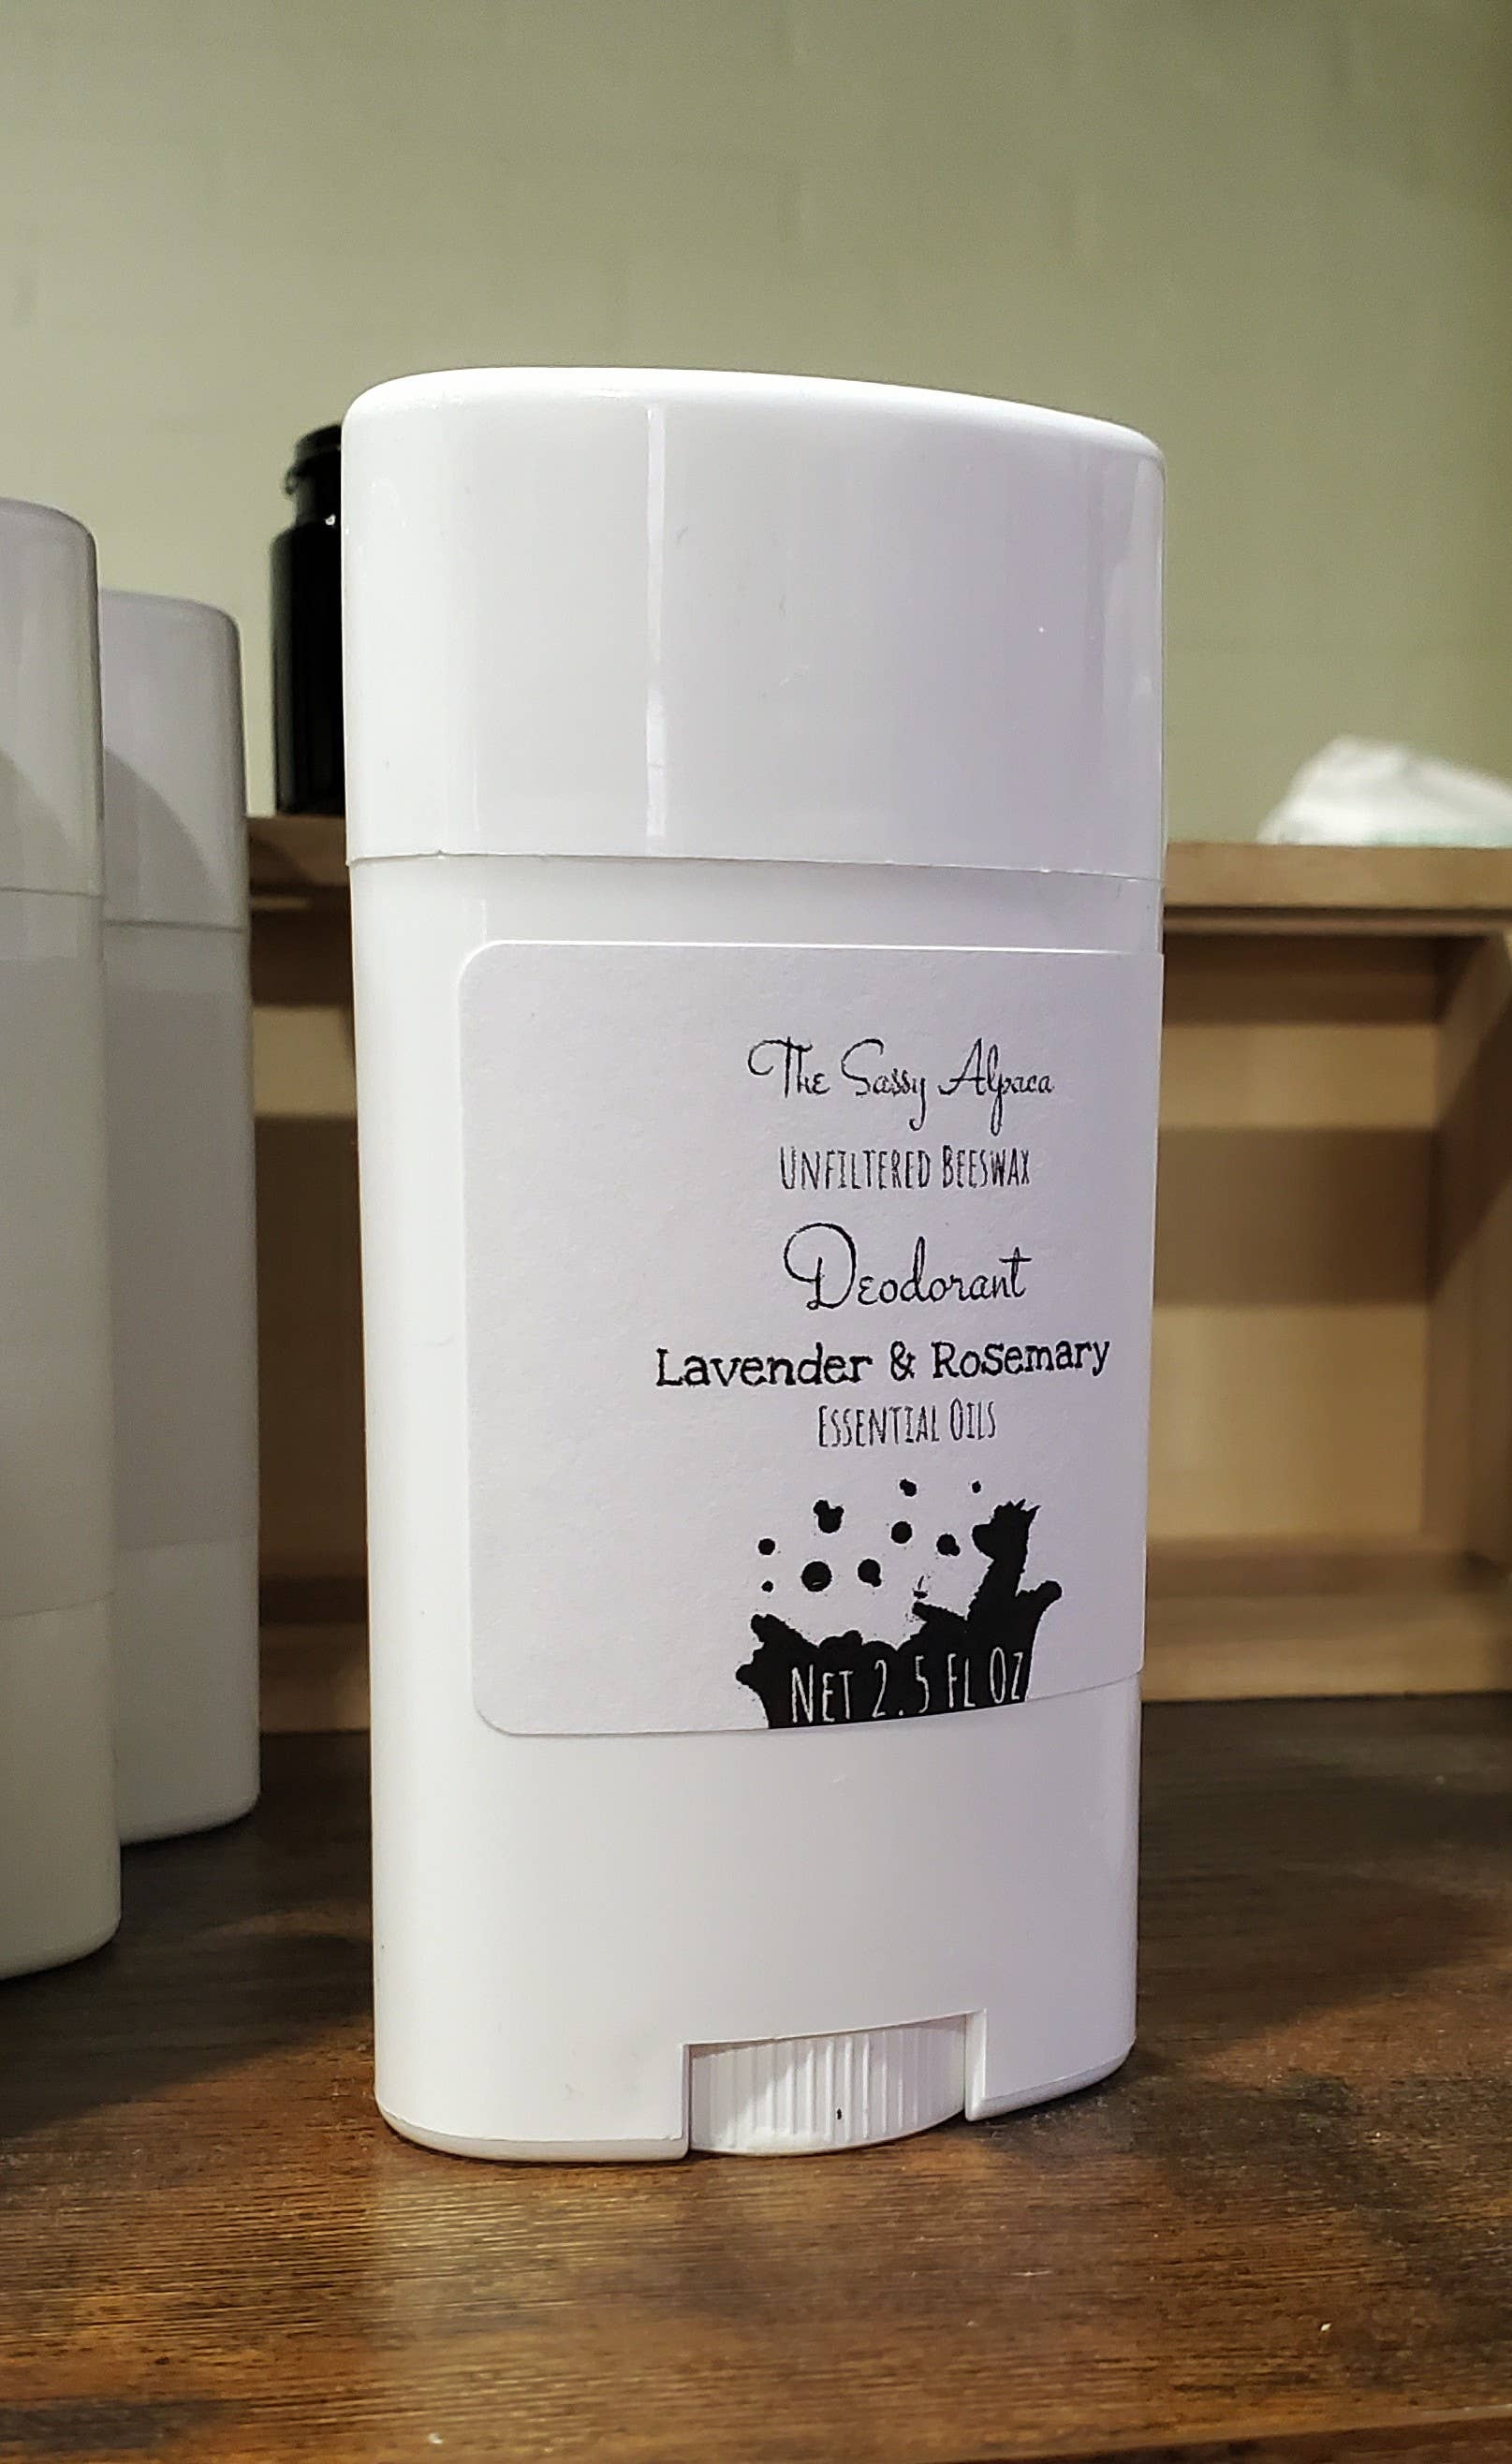 The Sassy Alpaca
Unfiltered Beeswax
Deodorant
Lavender & Rosemary
Essential Oils
Net 2.5 Fl Oz